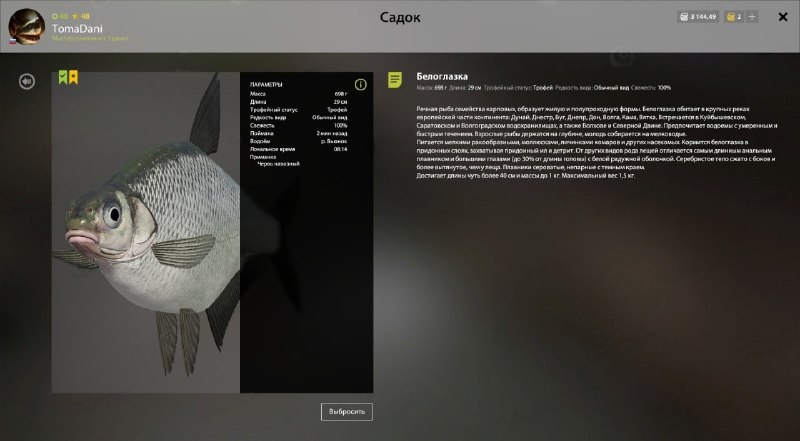 40 48
Садок
3 144,49
2
TomaDani
Мастер спиннинга 3 ранга
ПАРАМЕТРЫ
Масса 698 г
Длина 29 см
Трофейный статус Трофей
Редкость вида Обычный вид
Свежесть 100%
Поймана 2 мин назад
Водоём р. Вьюнок
Локальное время 08:14
Приманка
Червь навозный
Белоглазка
Масса: 698 г Длина: 29 см Трофейный статус: Трофей Редкость вида: Обычный вид Свежесть: 100%
Речная рыба семейства карповых, образует жилую и полупроходную формы. Белоглазка обитает в крупных реках
европейской части континента: Дунай, Днестр, Буг, Днепр, Дон, Волга, Кама, Вятка. Встречается в Куйбышевском,
Саратовском и Волгоградском водохранилищах, а также Волхове и Северной Двине. Предпочитает водоемы с умеренным и
быстрым течением. Взрослые рыбы держатся на глубине, молодь собирается на мелководье.
Питается мелкими ракообразными, моллюсками, личинками комаров и других насекомых. Кормится белоглазка в
придонных слоях, захватывая придонный ил и детрит. От других видов рода лещей отличается самым длинным анальным
плавником и большими глазами (до 30% от длины головы) с белой радужной оболочкой. Серебристое тело сжато с боков и
более вытянутое, чем у леща. Плавники сероватые, непарные с темным краем.
Достигает длины чуть более 40 см и массы до 1 кг. Максимальный вес 1,5 кг.
Выбросить